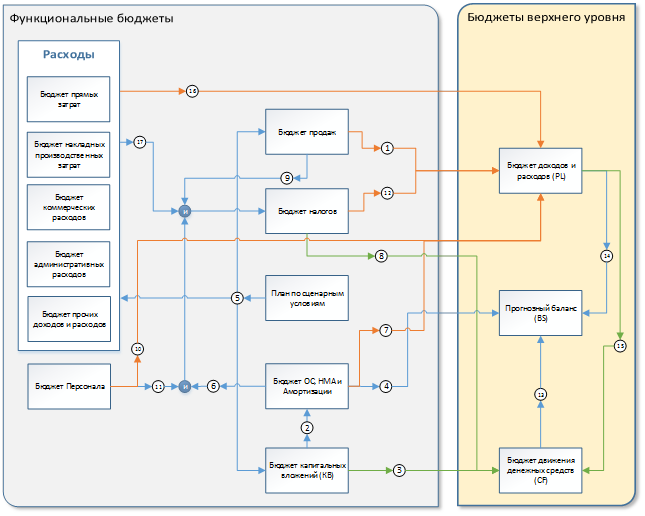 Функциональные бюджеты
Бюджеты верхнего уровня
Расходы
Бюджет прямых
затрат
16
Бюджет накладных
производственных
затрат
17
Бюджет продаж
1
Бюджет доходов и
расходов (PL)
9
Бюджет
коммерческих
расходов
И
Бюджет налогов
12
Бюджет
административных
расходов
8
14
Бюджет прочих
доходов и расходов
5
План по сценарным
условиям
Прогнозный баланс
(BS)
7
10
15
Бюджет Персонала
11
И
6
Бюджет ОС, НМА и
Амортизации
4
13
2
Бюджет капитальных
вложений (КВ)
3
Бюджет движения
денежных средств
(CF)